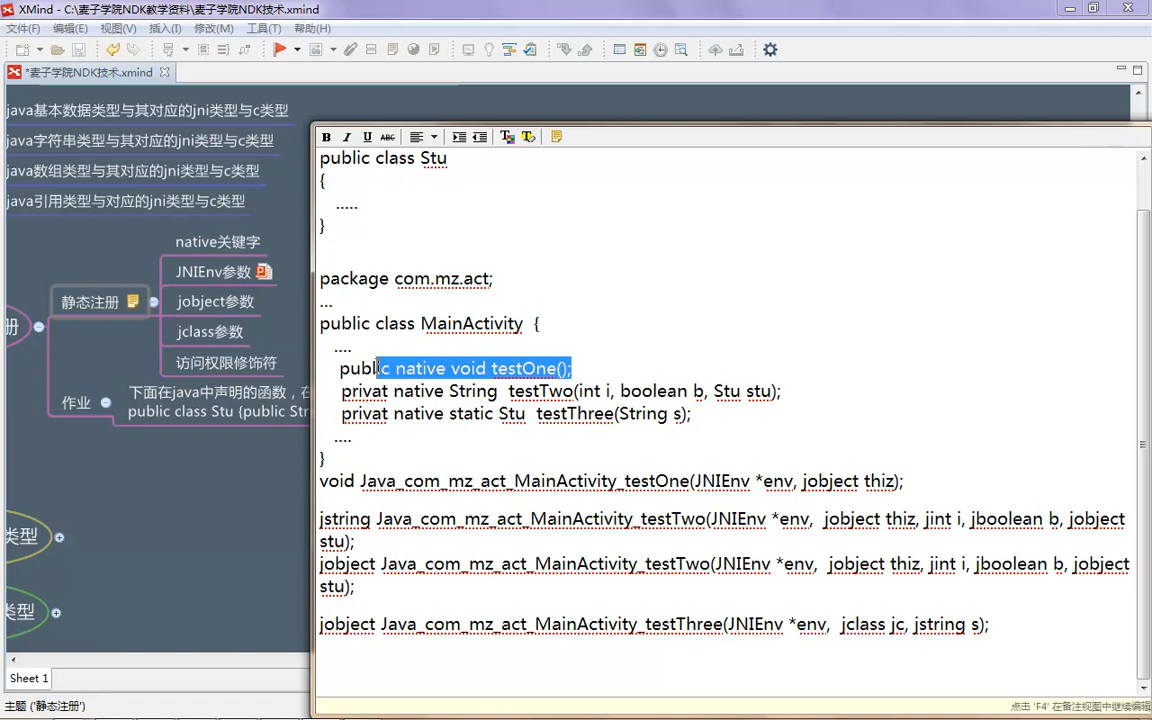 XMind - C:\麦子学院NDK教学资料\麦子学院NDK技术.xmind
文件(F) 编辑(E) 视图(V) 插入(I) 修改(M) 工具(T) 帮助(H)
*麦子学院NDK技术.xmind
java基本数据类型与其对应的jni类型与c类型
java字符串类型与其对应的jni类型与c类型
java数组类型与其对应的jni类型与c类型
java引用类型与对应的jni类型与c类型
native关键字
JNIEnv参数
静态注册
jobject参数
册
jclass参数
访问权限修饰符
作业
下面在java中声明的函数，在
public class Stu {public Str
类型
类型
Sheet 1
主题 ('静态注册')
B I U ABC
public class Stu
{
.....
}
package com.mz.act;
...
public class MainActivity {
....
public native void testOne();
privat native String testTwo(int i, boolean b, Stu stu);
privat native static Stu testThree(String s);
....
}
void Java_com_mz_act_MainActivity_testOne(JNIEnv *env, jobject thiz);
jstring Java_com_mz_act_MainActivity_testTwo(JNIEnv *env, jobject thiz, jint i, jboolean b, jobject
stu);
jobject Java_com_mz_act_MainActivity_testTwo(JNIEnv *env, jobject thiz, jint i, jboolean b, jobject
stu);
jobject Java_com_mz_act_MainActivity_testThree(JNIEnv *env, jclass jc, jstring s);
点击 'F4' 在备注视图中继续编辑